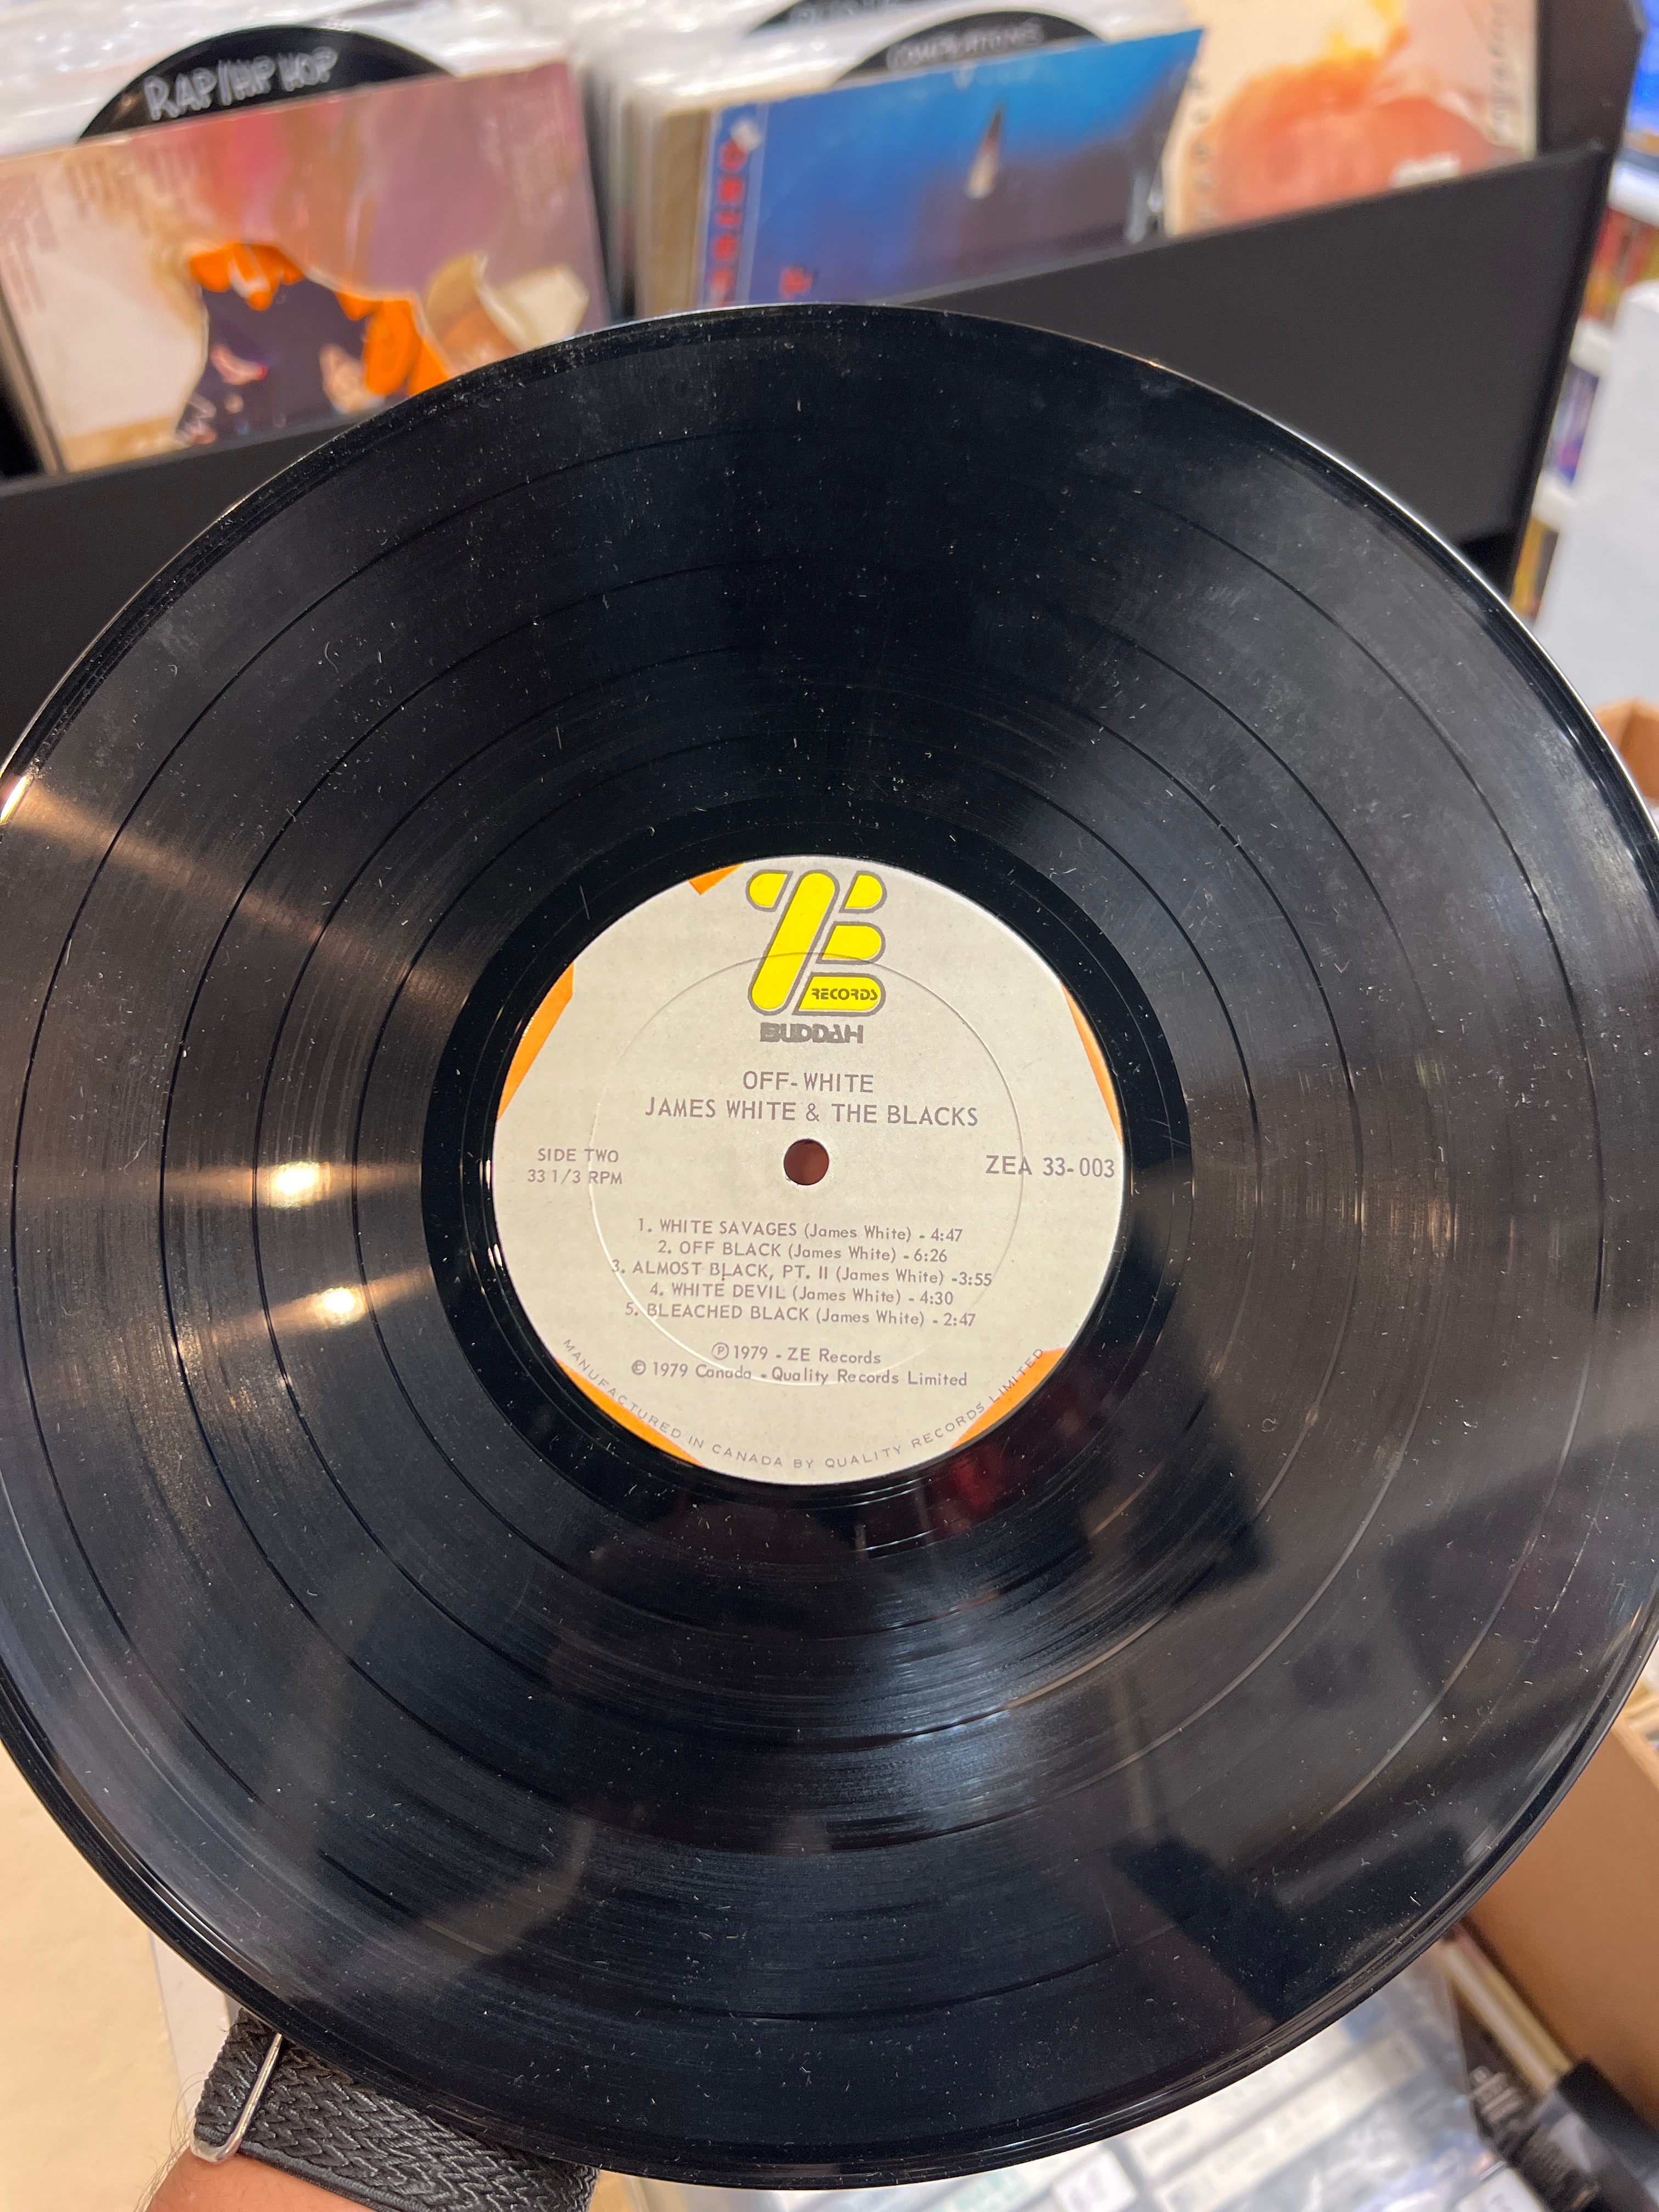 RAP/HIP HOP
COMPILATIONS
ZE
RECORDS
BUDDAH
OFF-WHITE
JAMES WHITE & THE BLACKS
SIDE TWO
33 1/3 RPM
ZEA 33-003
1. WHITE SAVAGES (James White) - 4:47
2. OFF BLACK (James White) - 6:26
3. ALMOST BLACK, PT. II (James White) -3:55
4. WHITE DEVIL (James White) - 4:30
5. BLEACHED BLACK (James White) - 2:47
Ⓟ 1979 - ZE Records
© 1979 Canada - Quality Records Limited
MANUFACTURED IN CANADA BY QUALITY RECORDS LIMITED